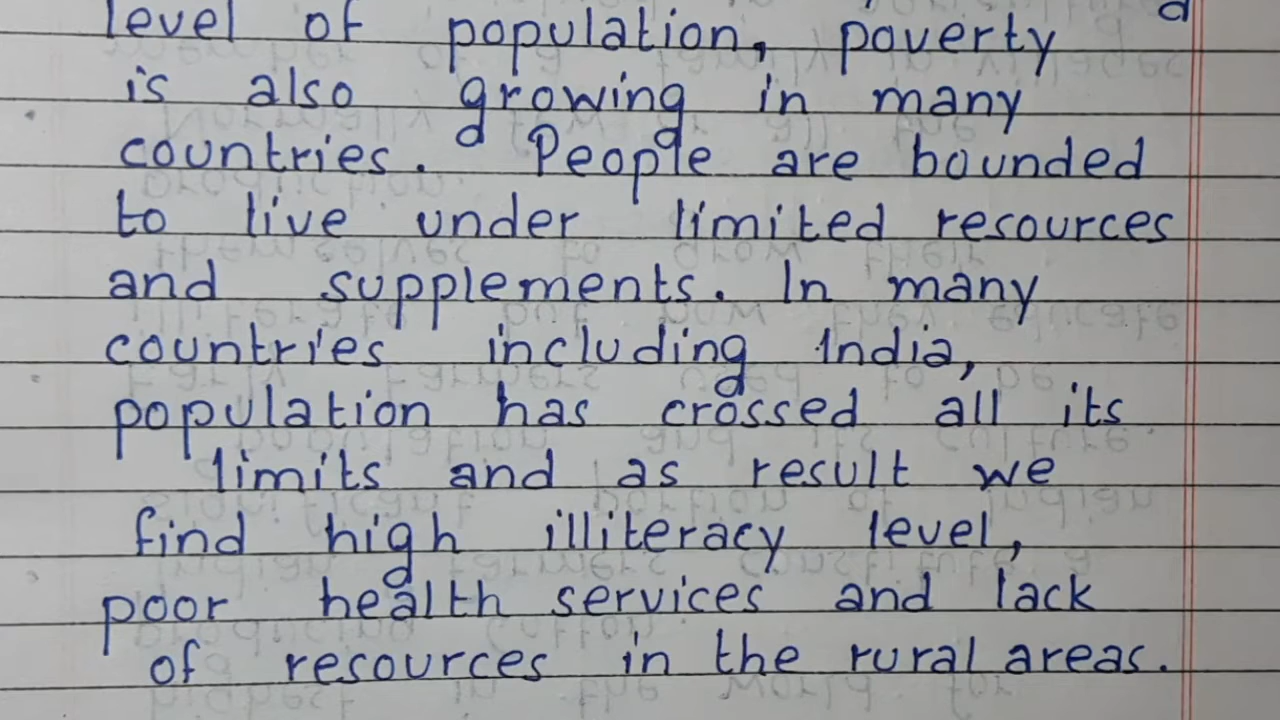 level of population, poverty
is also growing in many
countries. People are bounded
to live under limited resources
and supplements. In many
countries including India,
population has crossed all its
limits and as result we
find high illiteracy level,
poor health services and lack
of resources in the rural areas.